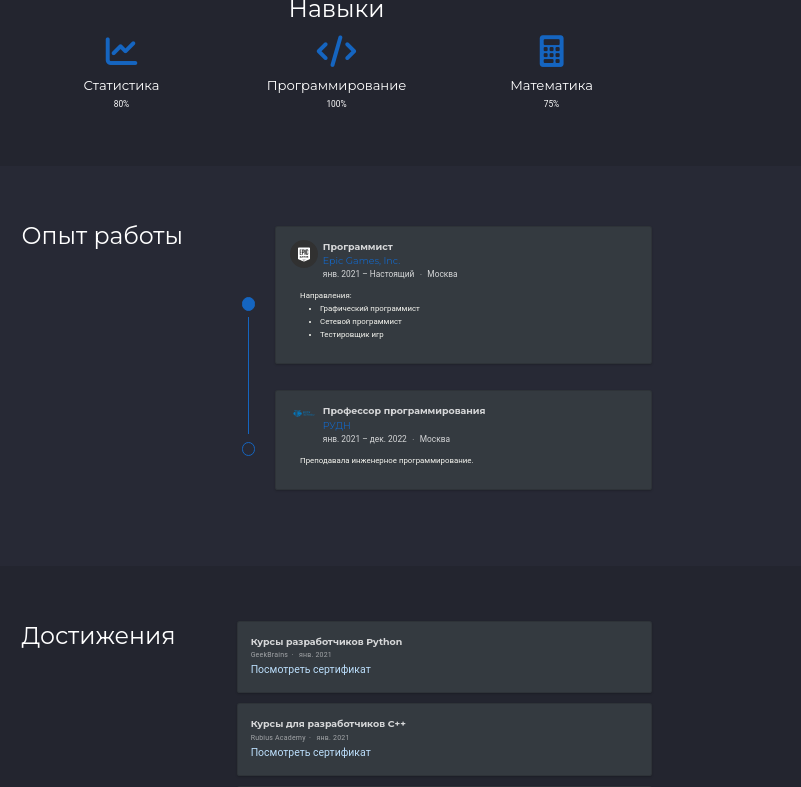 Навыки
Статистика
80%
Программирование
100%
Математика
75%
Опыт работы
EPIC
Программист
Epic Games, Inc.
янв. 2021 – Настоящий · Москва
Направления:
• Графический программист
• Сетевой программист
• Тестировщик игр
Профессор программирования
РУДН
янв. 2021 – дек. 2022 · Москва
Преподавала инженерное программирование.
Достижения
Курсы разработчиков Python
GeekBrains · янв. 2021
Посмотреть сертификат
Курсы для разработчиков C++
Rubius Academy · янв. 2021
Посмотреть сертификат